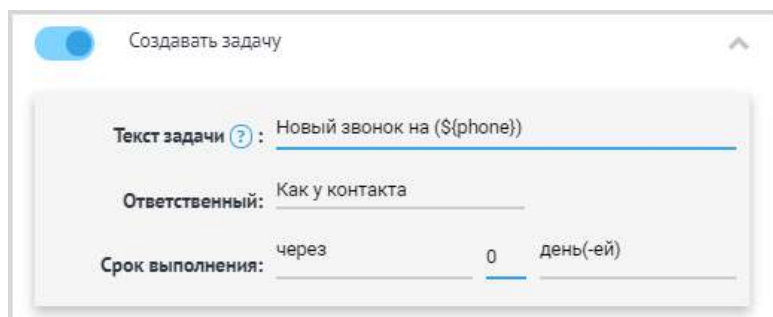 Создавать задачу
Текст задачи ? : Новый звонок на (${phone})
Ответственный: Как у контакта
Срок выполнения: через 0 день(-ей)